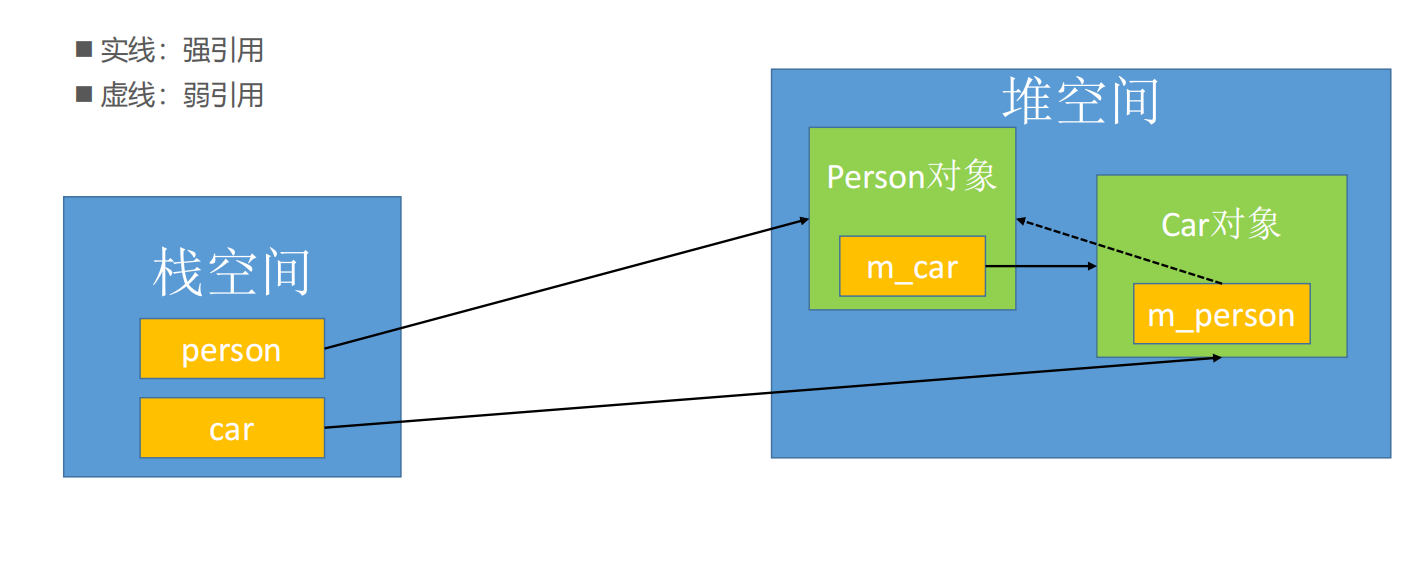 ■ 实线：强引用
■ 虚线：弱引用
堆空间
Person对象
m_car
Car对象
m_person
栈空间
person
car